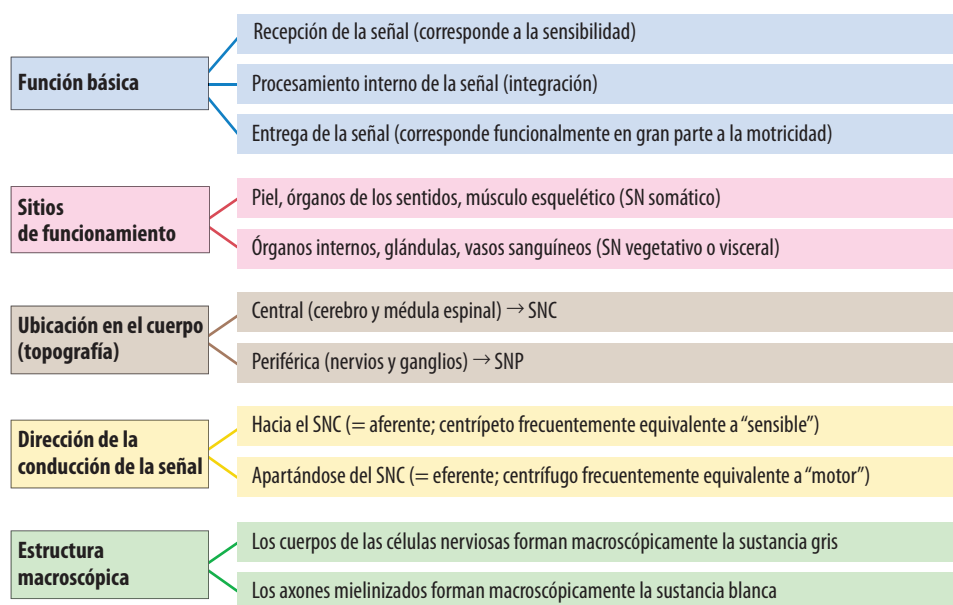 Función básica
Recepción de la señal (corresponde a la sensibilidad)
Procesamiento interno de la señal (integración)
Entrega de la señal (corresponde funcionalmente en gran parte a la motricidad)
Sitios
de funcionamiento
Piel, órganos de los sentidos, músculo esquelético (SN somático)
Órganos internos, glándulas, vasos sanguíneos (SN vegetativo o visceral)
Ubicación en el cuerpo
(topografía)
Central (cerebro y médula espinal) → SNC
Periférica (nervios y ganglios) → SNP
Dirección de la
conducción de la señal
Hacia el SNC (= aferente; centrípeto frecuentemente equivalente a “sensible”)
Apartándose del SNC (= eferente; centrífugo frecuentemente equivalente a “motor”)
Estructura
macroscópica
Los cuerpos de las células nerviosas forman macroscópicamente la sustancia gris
Los axones mielinizados forman macroscópicamente la sustancia blanca